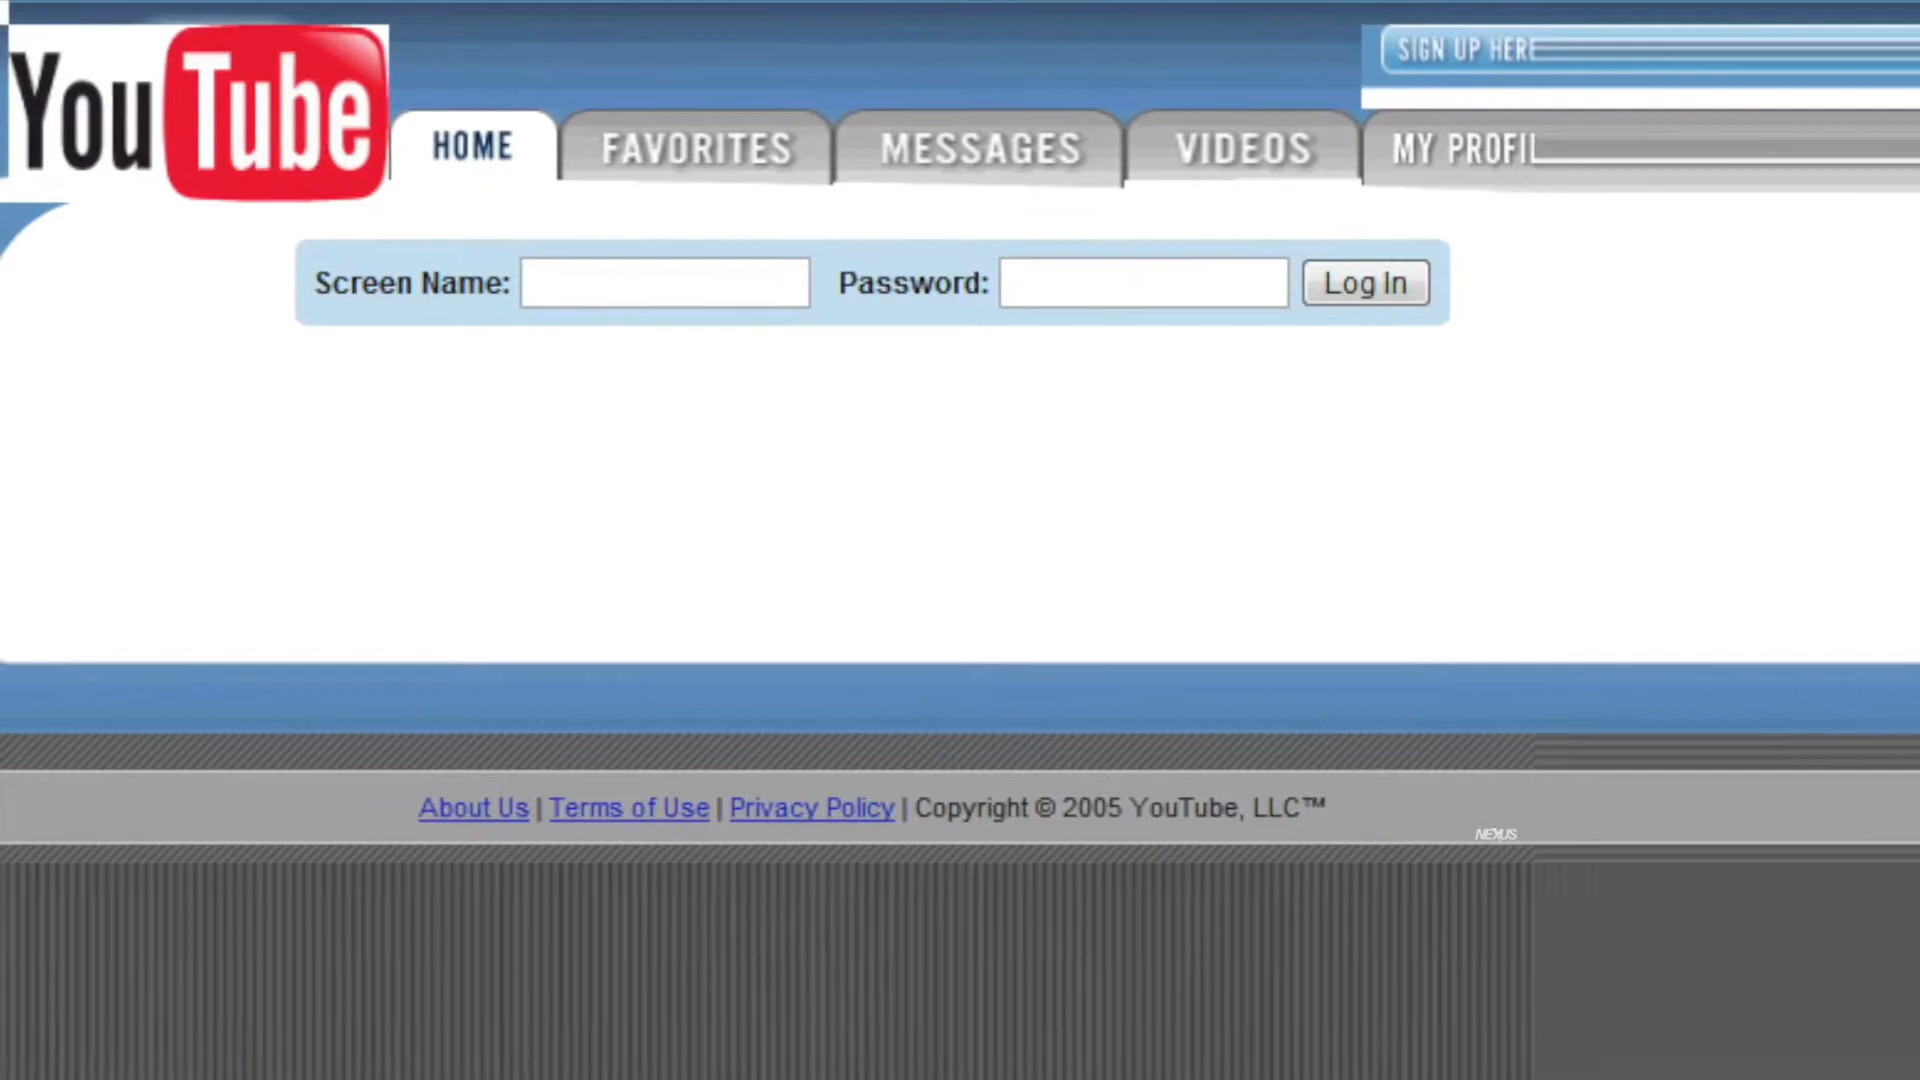 YouTube
SIGN UP HERE
HOME
FAVORITES
MESSAGES
VIDEOS
MY PROFIL
Screen Name:
Password:
Log In
About Us | Terms of Use | Privacy Policy | Copyright © 2005 YouTube, LLC™
NEXUS